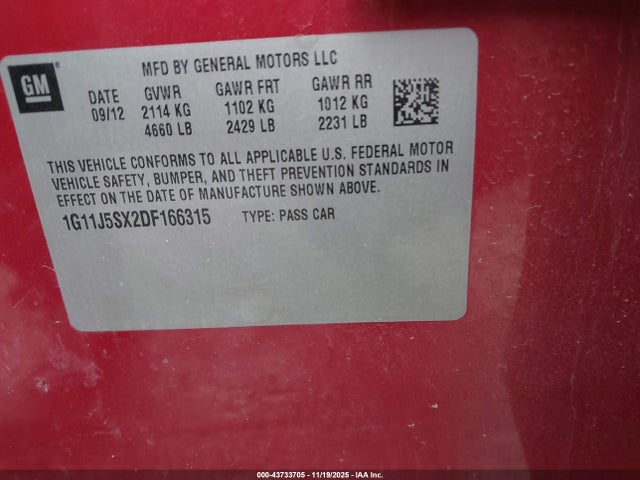 GM
MFD BY GENERAL MOTORS LLC
DATE GVWR GAWR FRT GAWR RR
09/12 2114 KG 1102 KG 1012 KG
4660 LB 2429 LB 2231 LB
THIS VEHICLE CONFORMS TO ALL APPLICABLE U.S. FEDERAL MOTOR
VEHICLE SAFETY, BUMPER, AND THEFT PREVENTION STANDARDS IN
EFFECT ON THE DATE OF MANUFACTURE SHOWN ABOVE.
1G11J5SX2DF166315 TYPE: PASS CAR
000-43733705 - 11/19/2025 - IAA Inc.